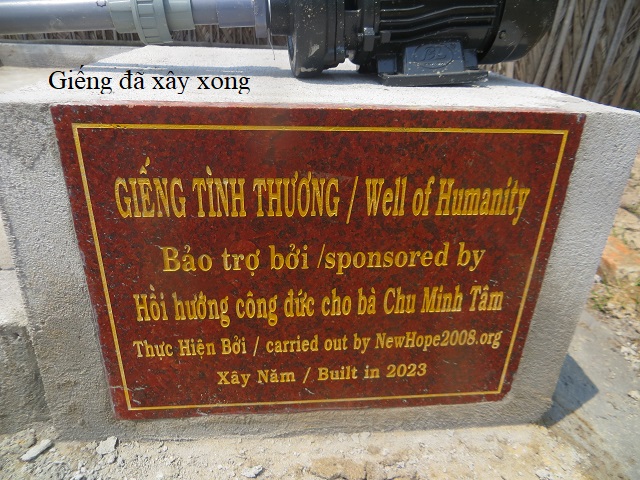 Giếng đã xây xong
GIẾNG TÌNH THƯƠNG / Well of Humanity
Bảo trợ bởi /sponsored by
Hồi hướng công đức cho bà Chu Minh Tâm
Thực Hiện Bởi / carried out by NewHope2008.org
Xây Năm / Built in 2023